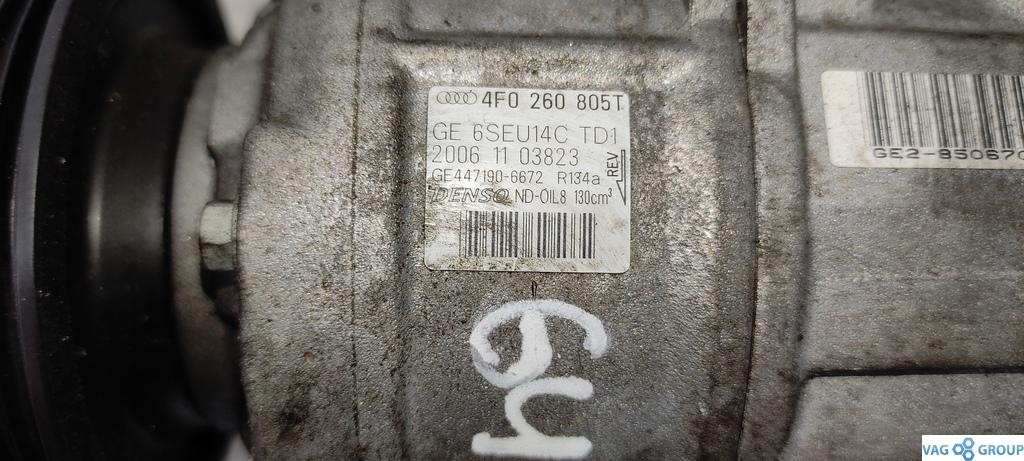 4F0 260 805T
GE 6SEU14C TD1
2006 11 03823
GE447190-6672 R134a
DENSO ND-OIL8 130cm³
REV
GE2-85067
VAG GROUP